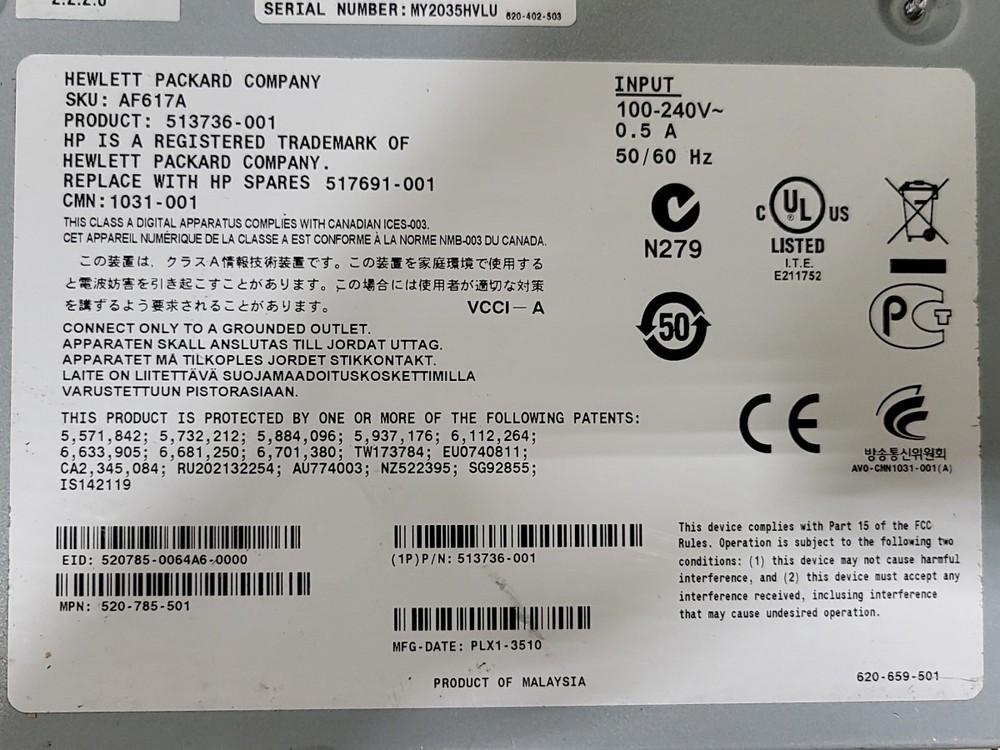 2.2.2.0
SERIAL NUMBER: MY2035HVLU 620-402-503
HEWLETT PACKARD COMPANY
SKU: AF617A
PRODUCT: 513736-001
HP IS A REGISTERED TRADEMARK OF
HEWLETT PACKARD COMPANY.
REPLACE WITH HP SPARES 517691-001
CMN:1031-001
THIS CLASS A DIGITAL APPARATUS COMPLIES WITH CANADIAN ICES-003.
CET APPAREIL NUMÉRIQUE DE LA CLASSE A EST CONFORME À LA NORME NMB-003 DU CANADA.
この装置は、クラスA情報技術装置です。この装置を家庭環境で使用する
と電波妨害を引き起こすことがあります。この場合には使用者が適切な対策
を講ずるよう要求されることがあります。 VCCI-A
CONNECT ONLY TO A GROUNDED OUTLET.
APPARATEN SKALL ANSLUTAS TILL JORDAT UTTAG.
APPARATET MÅ TILKOPLES JORDET STIKKONTAKT.
LAITE ON LIITETTÄVÄ SUOJAMAADOITUSKOSKETTIMILLA
VARUSTETTUUN PISTORASIAAN.
THIS PRODUCT IS PROTECTED BY ONE OR MORE OF THE FOLLOWING PATENTS:
5,571,842; 5,732,212; 5,884,096; 5,937,176; 6,112,264;
6,633,905; 6,681,250; 6,701,380; TW173784; EU0740811;
CA2,345,084; RU202132254; AU774003; NZ522395; SG92855;
IS142119
INPUT
100-240V~
0.5 A
50/60 Hz
N279
C UL ® US
LISTED
I.T.E.
E211752
50
PCT
CE
방송통신위원회
AVO-CMN1031-001(A)
EID: 520785-0064A6-0000
MPN: 520-785-501
(1P)P/N: 513736-001
MFG-DATE: PLX1-3510
This device complies with Part 15 of the FCC
Rules. Operation is subject to the following two
conditions: (1) this device may not cause harmful
interference, and (2) this device must accept any
interference received, inclusing interference
that may cause undesired operation.
PRODUCT OF MALAYSIA
620-659-501